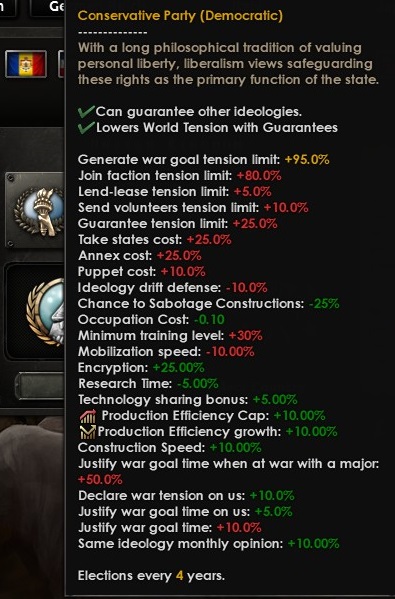 n
Ge
Conservative Party (Democratic)
--------------
With a long philosophical tradition of valuing
personal liberty, liberalism views safeguarding
these rights as the primary function of the state.
Can guarantee other ideologies.
Lowers World Tension with Guarantees
Generate war goal tension limit: +95.0%
Join faction tension limit: +80.0%
Lend-lease tension limit: +5.0%
Send volunteers tension limit: +10.0%
Guarantee tension limit: +25.0%
Take states cost: +25.0%
Annex cost: +25.0%
Puppet cost: +10.0%
Ideology drift defense: -10.0%
Chance to Sabotage Constructions: -25%
Occupation Cost: -0.10
Minimum training level: +30%
Mobilization speed: -10.00%
Encryption: +25.00%
Research Time: -5.00%
Technology sharing bonus: +5.00%
Production Efficiency Cap: +10.00%
Production Efficiency growth: +10.00%
Construction Speed: +10.00%
Justify war goal time when at war with a major:
+50.0%
Declare war tension on us: +10.0%
Justify war goal time on us: +5.0%
Justify war goal time: +10.0%
Same ideology monthly opinion: +10.00%
Elections every 4 years.